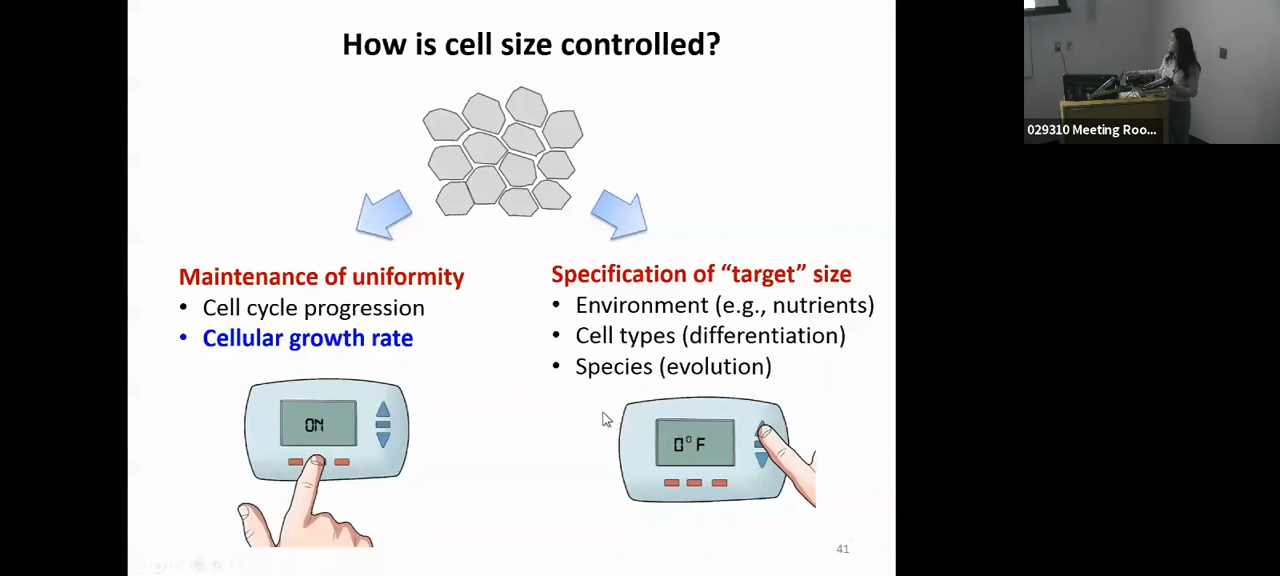 How is cell size controlled?
029310 Meeting Roo...
Maintenance of uniformity
• Cell cycle progression
• Cellular growth rate
Specification of “target” size
• Environment (e.g., nutrients)
• Cell types (differentiation)
• Species (evolution)
ON
0°F
41